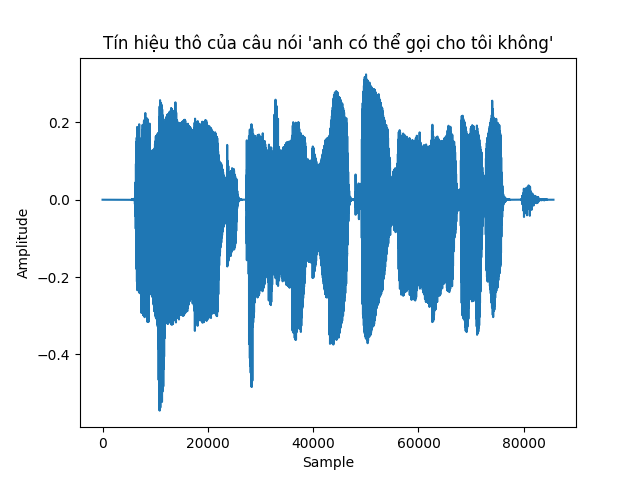 Tín hiệu thô của câu nói 'anh có thể gọi cho tôi không'
0.2
0.0
−0.2
−0.4
Amplitude
0 20000 40000 60000 80000
Sample